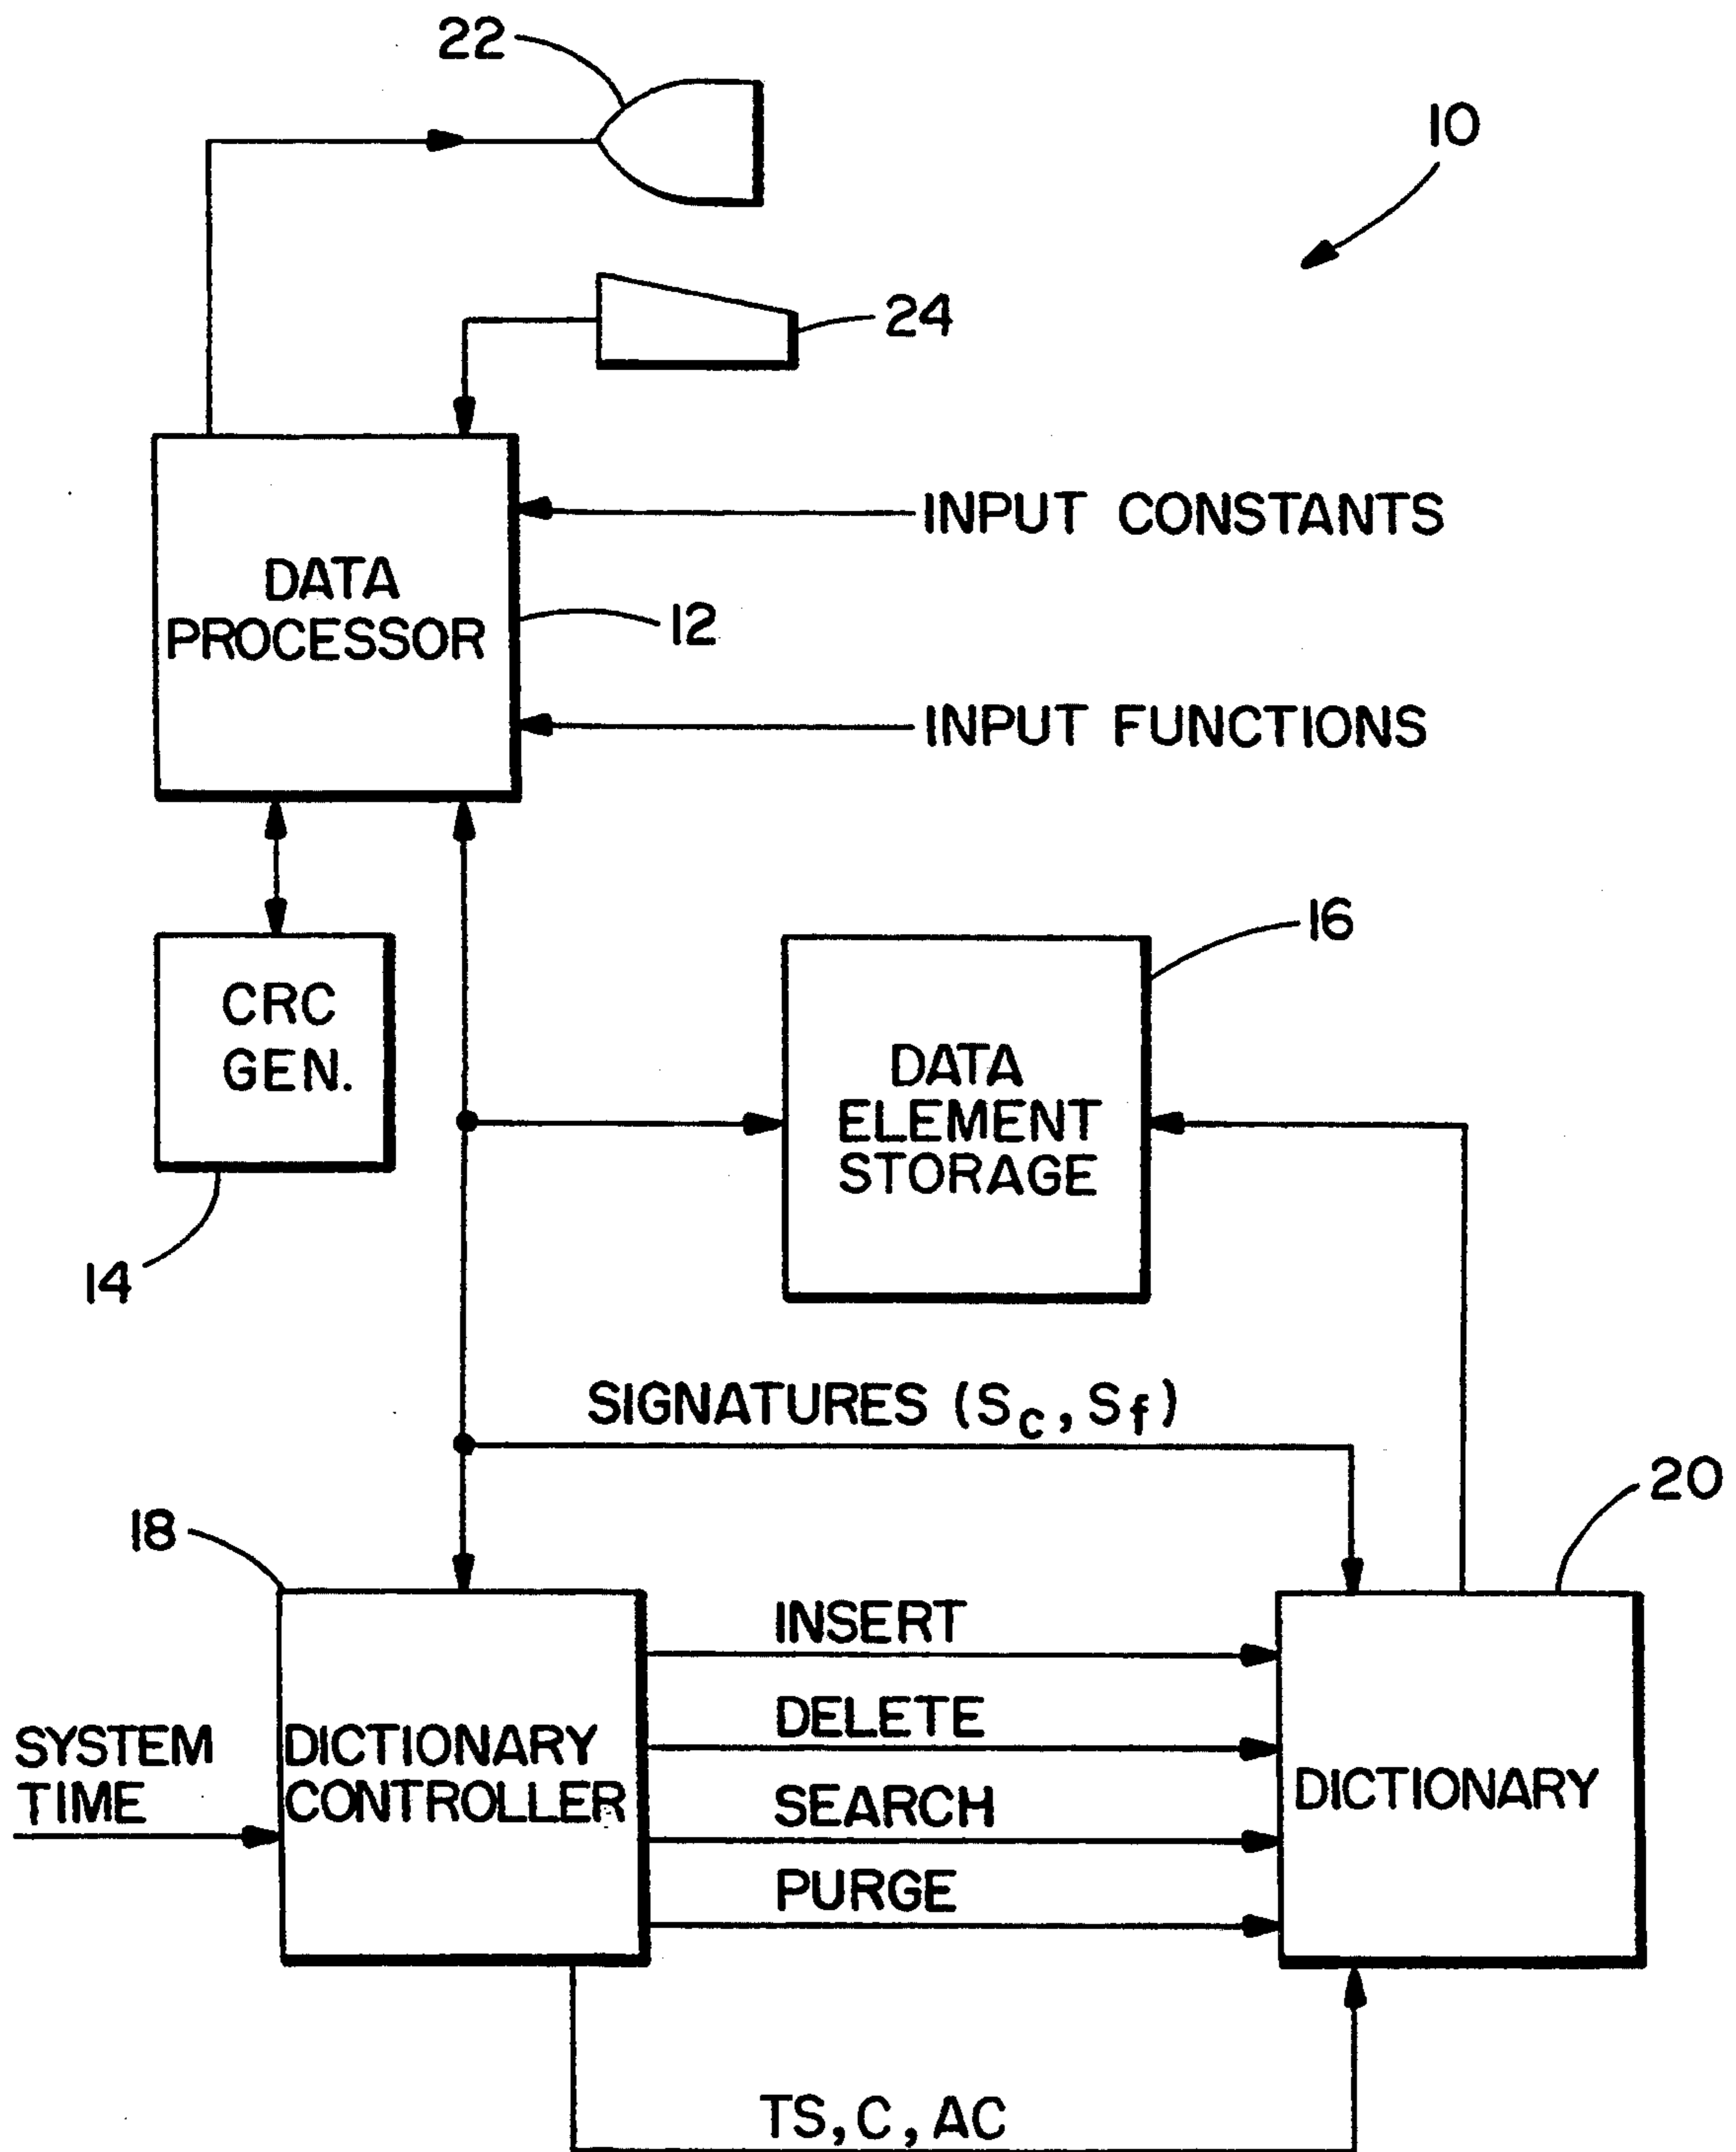 22
10
24
INPUT CONSTANTS
DATA
PROCESSOR
12
INPUT FUNCTIONS
16
CRC
GEN.
DATA
ELEMENT
STORAGE
14
SIGNATURES (Sc, Sf)
20
18
INSERT
DELETE
SYSTEM
TIME
DICTIONARY
CONTROLLER
SEARCH
DICTIONARY
PURGE
TS, C, AC